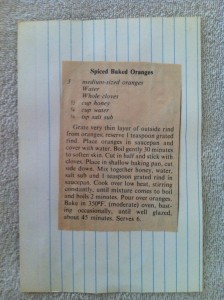 Spiced Baked Oranges
medium-sized oranges
Water
Whole cloves
½ cup honey
cup water
tsp salt sub
Grate very thin layer of outside rind
from oranges; reserve 1 teaspoon grated
rind. Place oranges in saucepan and
cover with water. Boil gently 30 minutes
to soften skin. Cut in half and stick with
cloves. Place in shallow baking pan, cut
side down. Mix together honey, water,
salt sub and 1 teaspoon grated rind in
saucepan. Cook over low heat, stirring
constantly, until mixture comes to boil
and boils 2 minutes. Pour over oranges.
Bake in 350°F. (moderate) oven, bast-
ing occasionally, until well glazed,
about 45 minutes. Serves 6.